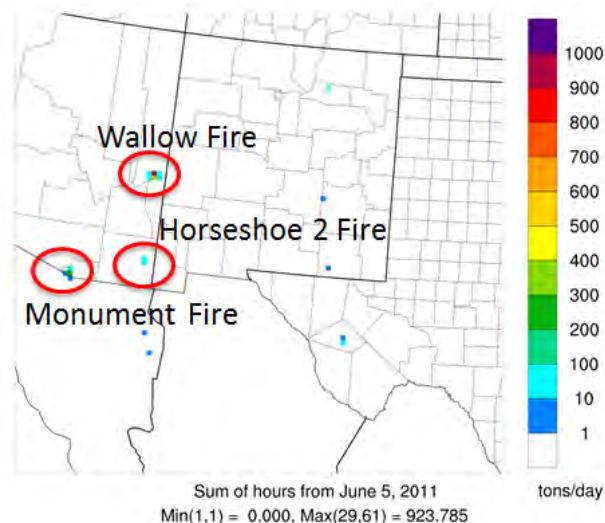 Wallow Fire
Horseshoe 2 Fire
Monument Fire
1000
900
800
700
600
500
400
300
200
100
10
1
Sum of hours from June 5, 2011
tons/day
Min(1,1) = 0.000, Max(29,61) = 923.785